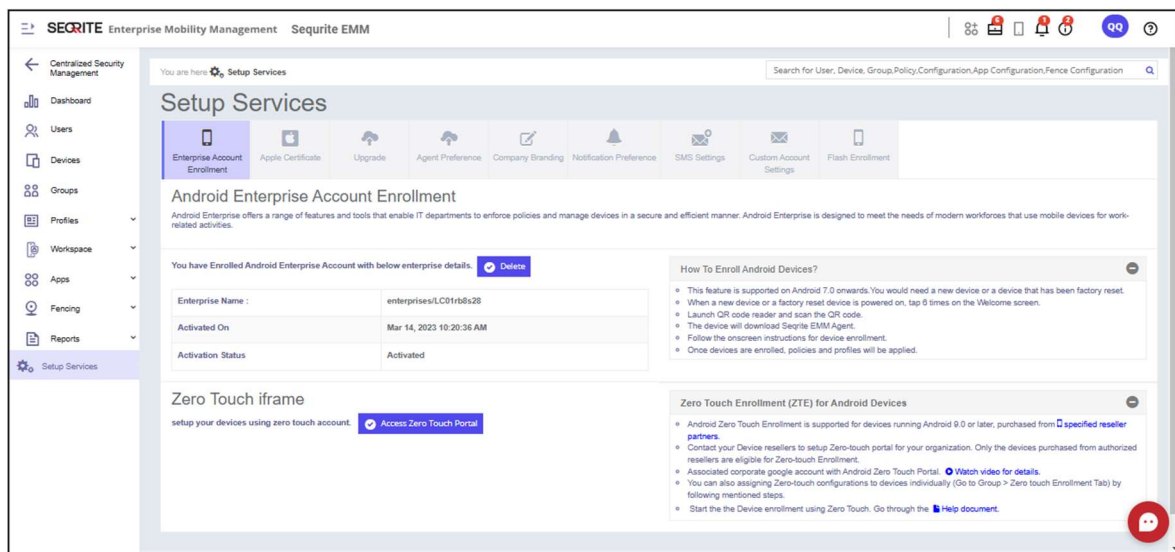 SEQRITE Enterprise Mobility Management Seqrite EMM
6
1
2
QQ
Centralized Security
Management
Dashboard
Users
Devices
Groups
Profiles
Workspace
Apps
Fencing
Reports
Setup Services
You are here Setup Services
Search for User, Device, Group,Policy,Configuration,App Configuration,Fence Configuration
Setup Services
Enterprise Account
Enrollment
Apple Certificate
Upgrade
Agent Preference
Company Branding
Notification Preference
SMS Settings
Custom Account
Settings
Flash Enrollment
Android Enterprise Account Enrollment
Android Enterprise offers a range of features and tools that enable IT departments to enforce policies and manage devices in a secure and efficient manner. Android Enterprise is designed to meet the needs of modern workforces that use mobile devices for work-
related activities.
You have Enrolled Android Enterprise Account with below enterprise details. Delete
Enterprise Name : enterprises/LC01rb8s28
Activated On Mar 14, 2023 10:20:36 AM
Activation Status Activated
How To Enroll Android Devices?
This feature is supported on Android 7.0 onwards.You would need a new device or a device that has been factory reset.
When a new device or a factory reset device is powered on, tap 6 times on the Welcome screen.
Launch QR code reader and scan the QR code.
The device will download Seqrite EMM Agent.
Follow the onscreen instructions for device enrollment.
Once devices are enrolled, policies and profiles will be applied.
Zero Touch iframe
setup your devices using zero touch account. Access Zero Touch Portal
Zero Touch Enrollment (ZTE) for Android Devices
Android Zero Touch Enrollment is supported for devices running Android 9.0 or later, purchased from specified reseller
partners.
Contact your Device resellers to setup Zero-touch portal for your organization. Only the devices purchased from authorized
resellers are eligible for Zero-touch Enrollment.
Associated corporate google account with Android Zero Touch Portal. Watch video for details.
You can also assigning Zero-touch configurations to devices individually (Go to Group > Zero touch Enrollment Tab) by
following mentioned steps.
Start the the Device enrollment using Zero Touch. Go through the Help document.